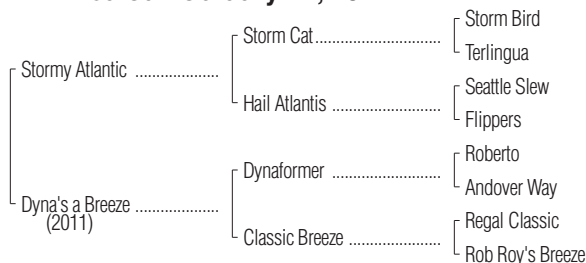 Storm Bird
Storm Cat
Terlingua
Stormy Atlantic
Seattle Slew
Hail Atlantis
Flippers
Roberto
Dynaformer
Andover Way
Dyna's a Breeze
(2011)
Regal Classic
Classic Breeze
Rob Roy's Breeze